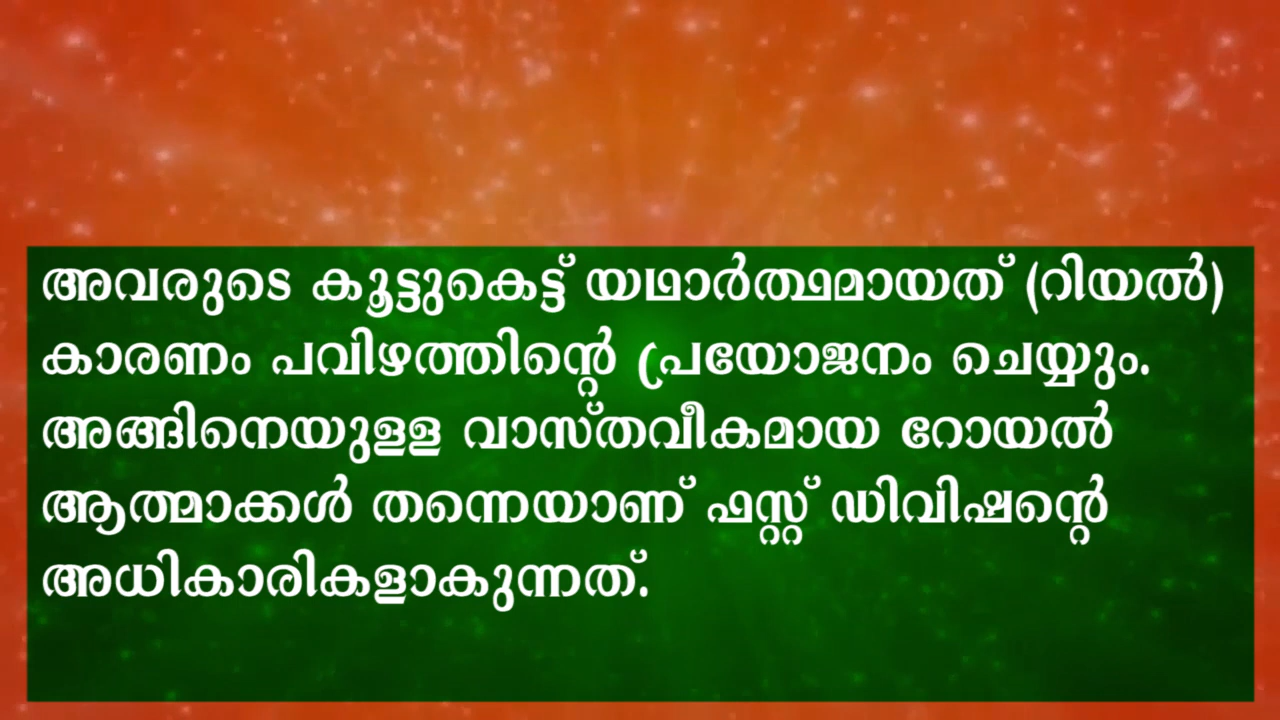 അവരുടെ കൂട്ടുകെട്ട് യഥാർത്ഥമായത് (റിയൽ)
കാരണം പവിഴത്തിന്റെ പ്രയോജനം ചെയ്യും.
അങ്ങിനെയുളള വാസ്തവീകമായ റോയൽ
ആത്മാക്കൾ തന്നെയാണ് ഫസ്റ്റ് ഡിവിഷന്റെ
അധികാരികളാകുന്നത്.